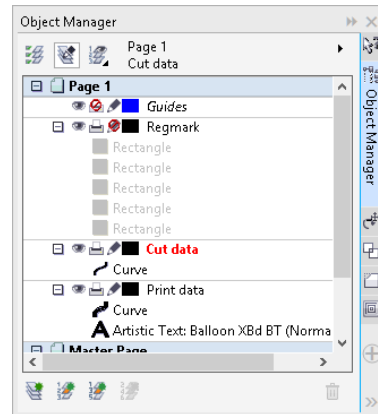 Object Manager
Page 1
Cut data
Page 1
Guides
Regmark
Rectangle
Rectangle
Rectangle
Rectangle
Rectangle
Cut data
Curve
Print data
Curve
Artistic Text: Balloon XBd BT (Norma
Master Page
Object Manager